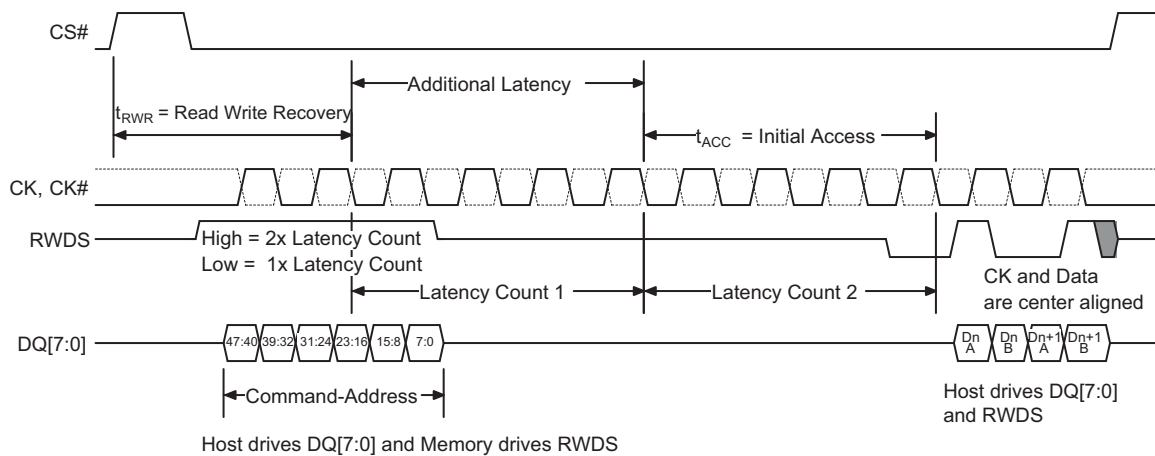 CS#
Additional Latency
tRWR = Read Write Recovery
tACC = Initial Access
CK, CK#
RWDS
High = 2x Latency Count
Low = 1x Latency Count
CK and Data
are center aligned
Latency Count 1
Latency Count 2
DQ[7:0]
47:40 39:32 31:24 23:16 15:8 7:0
Dn
A
Dn
B
Dn+1
A
Dn+1
B
Command-Address
Host drives DQ[7:0]
and RWDS
Host drives DQ[7:0] and Memory drives RWDS